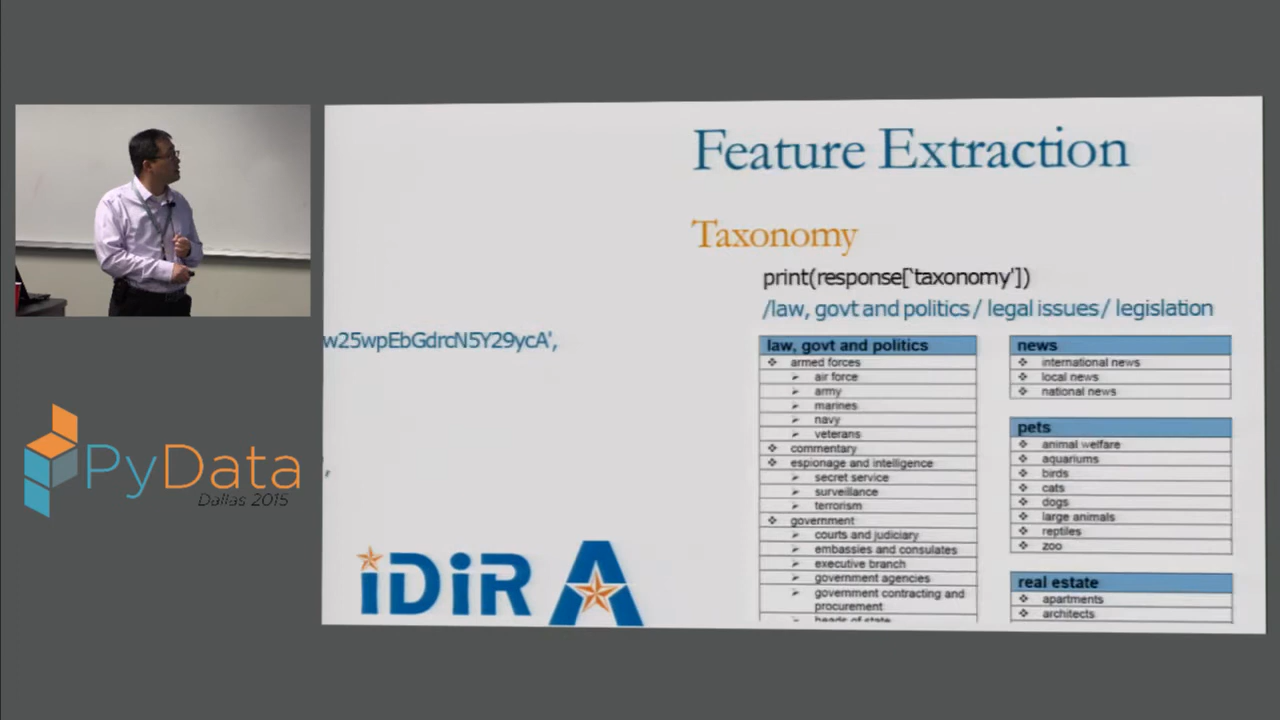 Feature Extraction
Taxonomy
print(response['taxonomy'])
/law, govt and politics / legal issues / legislation
w25wpEbGdrcN5Y29ycA',
law, govt and politics
armed forces
air force
army
marines
navy
veterans
commentary
espionage and intelligence
secret service
surveillance
terrorism
government
courts and judiciary
embassies and consulates
executive branch
government agencies
government contracting and
procurement
heads of state
news
international news
local news
national news
pets
animal welfare
aquariums
birds
cats
dogs
large animals
reptiles
zoo
real estate
apartments
architects
PyData
Dallas 2015
iDiR A